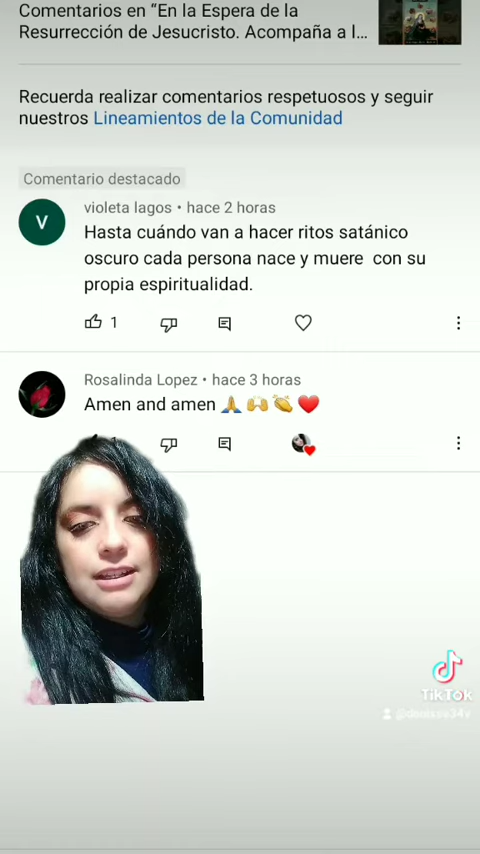 Comentarios en “En la Espera de la
Resurrección de Jesucristo. Acompaña a l...
Recuerda realizar comentarios respetuosos y seguir
nuestros Lineamientos de la Comunidad
Comentario destacado
V
violeta lagos • hace 2 horas
Hasta cuándo van a hacer ritos satánico
oscuro cada persona nace y muere con su
propia espiritualidad.
1
Rosalinda Lopez • hace 3 horas
Amen and amen 🙏 🙌 👏 ❤️
TikTok